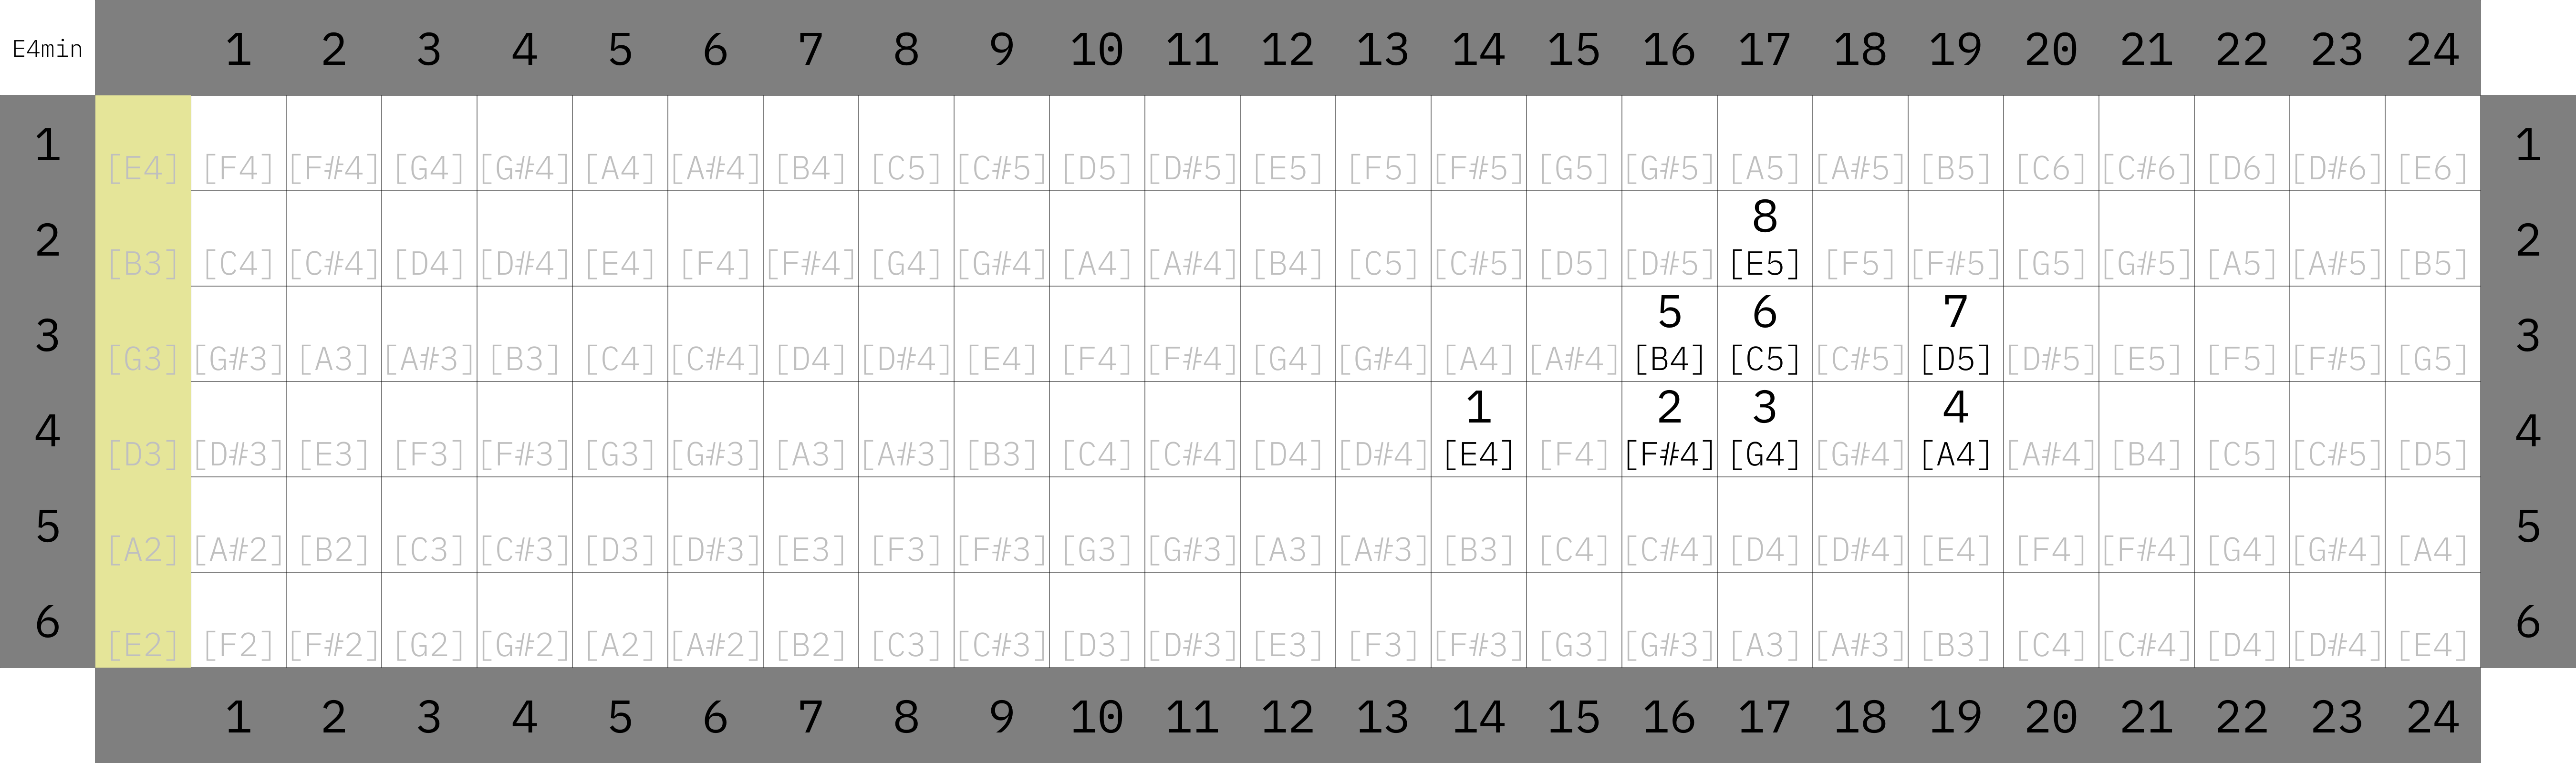 E4min 1 2 3 4 5 6 7 8 9 10 11 12 13 14 15 16 17 18 19 20 21 22 23 24
1 [E4] [F4] [F#4] [G4] [G#4] [A4] [A#4] [B4] [C5] [C#5] [D5] [D#5] [E5] [F5] [F#5] [G5] [G#5] [A5] [A#5] [B5] [C6] [C#6] [D6] [D#6] [E6] 1
8
2 [B3] [C4] [C#4] [D4] [D#4] [E4] [F4] [F#4] [G4] [G#4] [A4] [A#4] [B4] [C5] [C#5] [D5] [D#5] [E5] [F5] [F#5] [G5] [G#5] [A5] [A#5] [B5] 2
5 6 7
3 [G3] [G#3] [A3] [A#3] [B3] [C4] [C#4] [D4] [D#4] [E4] [F4] [F#4] [G4] [G#4] [A4] [A#4] [B4] [C5] [C#5] [D5] [D#5] [E5] [F5] [F#5] [G5] 3
1 2 3 4
4 [D3] [D#3] [E3] [F3] [F#3] [G3] [G#3] [A3] [A#3] [B3] [C4] [C#4] [D4] [D#4] [E4] [F4] [F#4] [G4] [G#4] [A4] [A#4] [B4] [C5] [C#5] [D5] 4
5 [A2] [A#2] [B2] [C3] [C#3] [D3] [D#3] [E3] [F3] [F#3] [G3] [G#3] [A3] [A#3] [B3] [C4] [C#4] [D4] [D#4] [E4] [F4] [F#4] [G4] [G#4] [A4] 5
6 [E2] [F2] [F#2] [G2] [G#2] [A2] [A#2] [B2] [C3] [C#3] [D3] [D#3] [E3] [F3] [F#3] [G3] [G#3] [A3] [A#3] [B3] [C4] [C#4] [D4] [D#4] [E4] 6
1 2 3 4 5 6 7 8 9 10 11 12 13 14 15 16 17 18 19 20 21 22 23 24